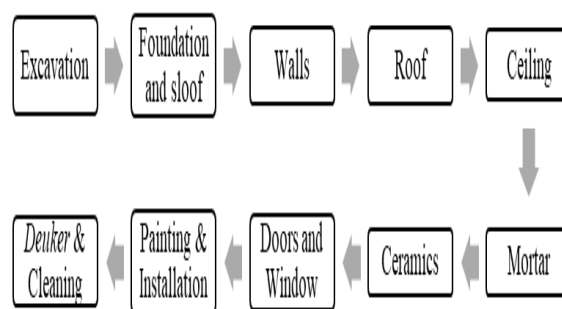 Excavation
Foundation
and sloof
Walls
Roof
Ceiling
Mortar
Ceramics
Doors and
Window
Painting &
Installation
Deuker &
Cleaning